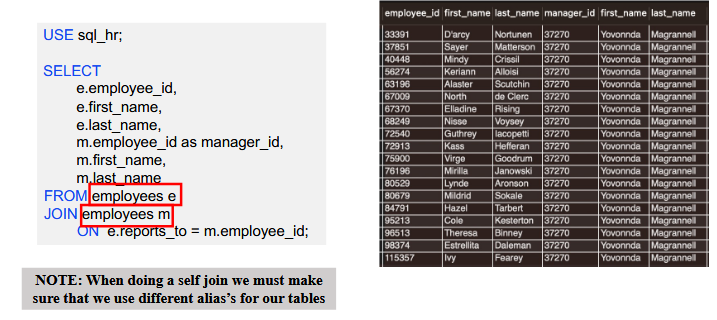 USE sql_hr;
SELECT
e.employee_id,
e.first_name,
e.last_name,
m.employee_id as manager_id,
m.first_name,
m.last_name
FROM employees e
JOIN employees m
ON e.reports_to = m.employee_id;
NOTE: When doing a self join we must make
sure that we use different alias's for our tables
employee_id first_name last_name manager_id first_name last_name
33391 D'arcy Nortunen 37270 Yovonnda Magrannell
37851 Sayer Matterson 37270 Yovonnda Magrannell
40448 Mindy Crissil 37270 Yovonnda Magrannell
56274 Keriann Alloisi 37270 Yovonnda Magrannell
63196 Alaster Scutchin 37270 Yovonnda Magrannell
67009 North de Clerc 37270 Yovonnda Magrannell
67370 Elladine Rising 37270 Yovonnda Magrannell
68249 Nisse Voysey 37270 Yovonnda Magrannell
72540 Guthrey Iacopetti 37270 Yovonnda Magrannell
72913 Kass Hefferan 37270 Yovonnda Magrannell
75900 Virge Goodrum 37270 Yovonnda Magrannell
76196 Mirilla Janowski 37270 Yovonnda Magrannell
80529 Lynde Aronson 37270 Yovonnda Magrannell
80679 Mildrid Sokale 37270 Yovonnda Magrannell
84791 Hazel Tarbert 37270 Yovonnda Magrannell
95213 Cole Kesterton 37270 Yovonnda Magrannell
96513 Theresa Binney 37270 Yovonnda Magrannell
98374 Estrellita Daleman 37270 Yovonnda Magrannell
115357 Ivy Fearey 37270 Yovonnda Magrannell